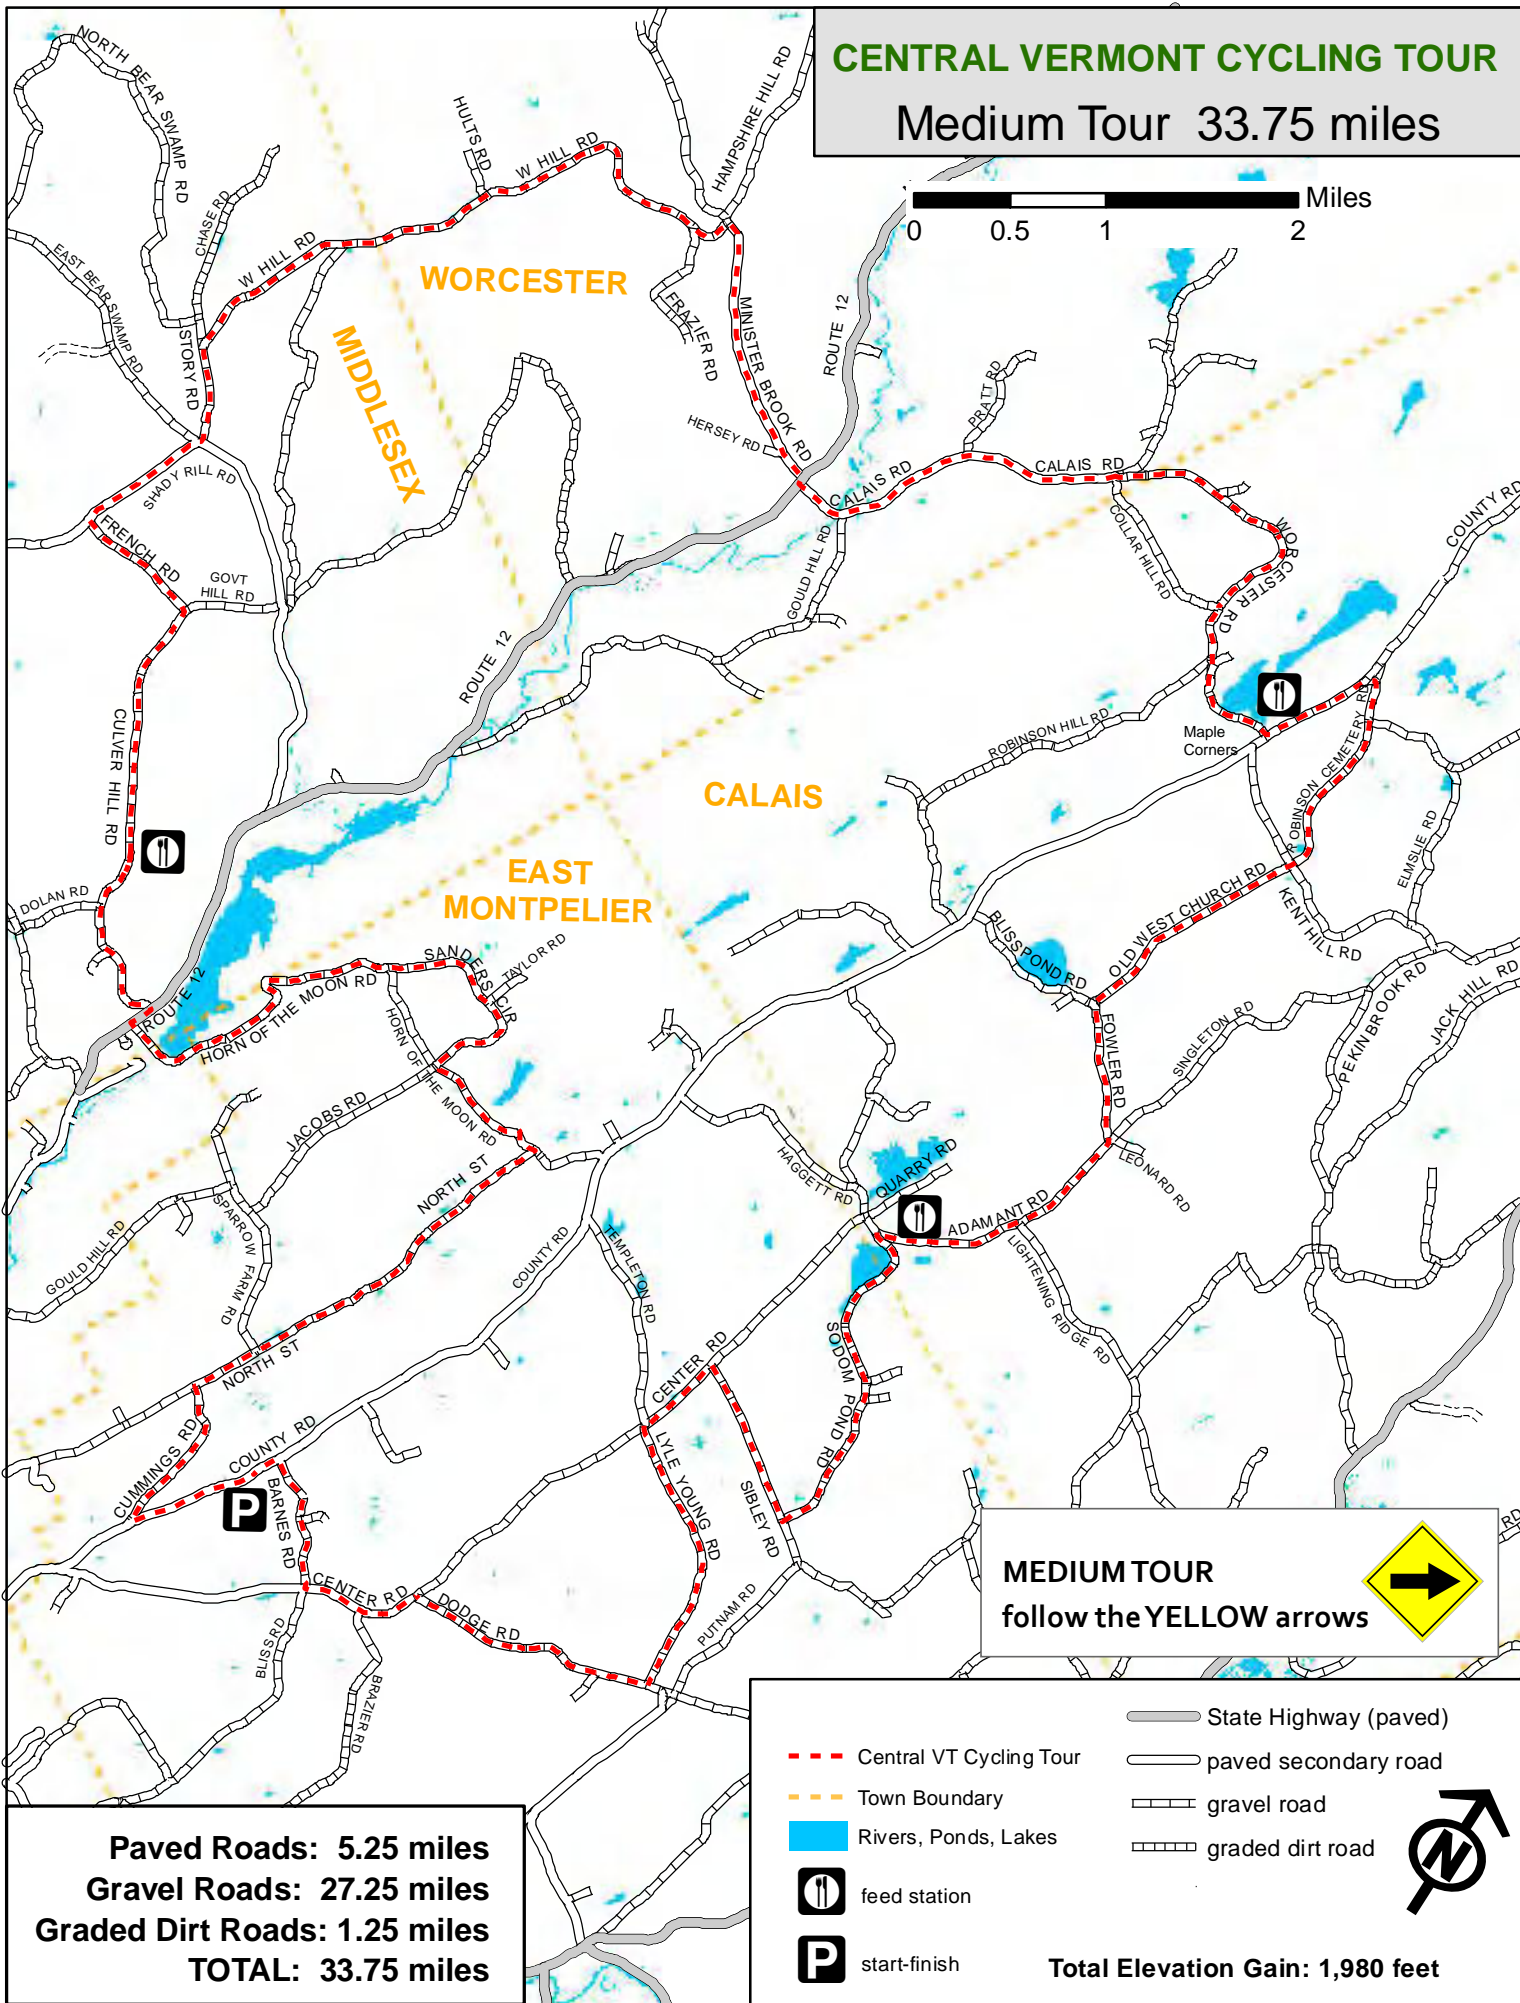 CENTRAL VERMONT CYCLING TOUR
Medium Tour 33.75 miles
Miles
0 0.5 1 2
NORTH BEAR SWAMP RD
HULTS RD
W HILL RD
HAMPSHIRE HILL RD
CHASE RD
EAST BEAR SWAMP RD
W HILL RD
WORCESTER
STORY RD
MIDDLESEX
FRAZIER RD
MINISTER BROOK RD
ROUTE 12
PRATT RD
HERSEY RD
SHADY RILL RD
CALAIS RD
CALAIS RD
COLLAR HILL RD
WORCESTER RD
COUNTY RD
FRENCH RD
GOVT
HILL RD
GOULD HILL RD
ROUTE 12
CULVER HILL RD
ROBINSON HILL RD
Maple
Corners
ROBINSON CEMETERY RD
CALAIS
EAST
MONTPELIER
ELMSLIE RD
DOLAN RD
OLD WEST CHURCH RD
KENT HILL RD
BLISS POND RD
SANDERS CIR
TAYLOR RD
ROUTE 12
HORN OF THE MOON RD
HORN OF THE MOON RD
FOWLER RD
SINGLETON RD
PEKINBROOK RD
JACK HILL RD
JACOBS RD
HAGGETT RD
QUARRY RD
LEONARD RD
NORTH ST
ADAMANT RD
SPARROW FARM RD
GOULD HILL RD
COUNTY RD
TEMPLETON RD
LIGHTENING RIDGE RD
NORTH ST
CENTER RD
SODOM POND RD
CUMMINGS RD
COUNTY RD
P
BARNES RD
LYLE YOUNG RD
SIBLEY RD
RD
CENTER RD
DODGE RD
PUTNAM RD
BLISS RD
BRAZIER RD
MEDIUM TOUR
follow the YELLOW arrows
Central VT Cycling Tour
Town Boundary
Rivers, Ponds, Lakes
feed station
P start-finish
State Highway (paved)
paved secondary road
gravel road
graded dirt road
N
Total Elevation Gain: 1,980 feet
Paved Roads: 5.25 miles
Gravel Roads: 27.25 miles
Graded Dirt Roads: 1.25 miles
TOTAL: 33.75 miles